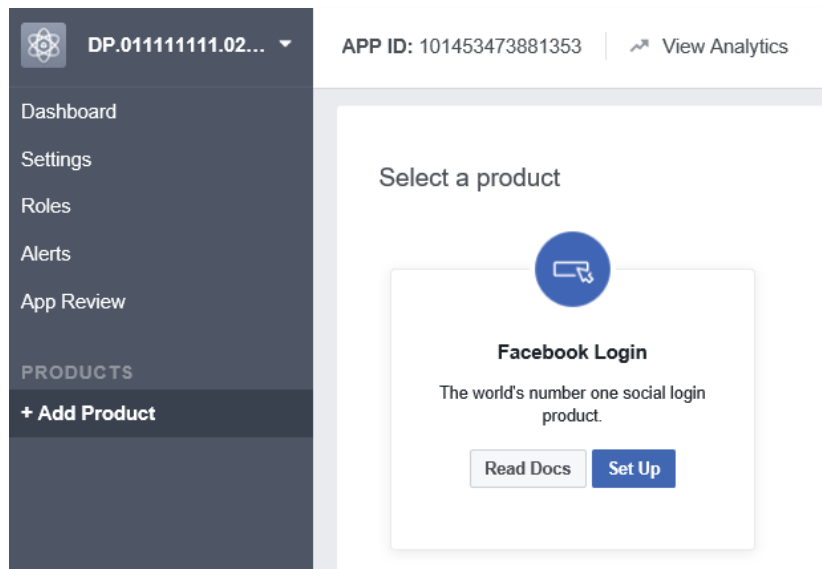 DP.011111111.02...
APP ID: 101453473881353
View Analytics
Dashboard
Settings
Roles
Alerts
App Review
PRODUCTS
+ Add Product
Select a product
Facebook Login
The world's number one social login
product.
Read Docs
Set Up